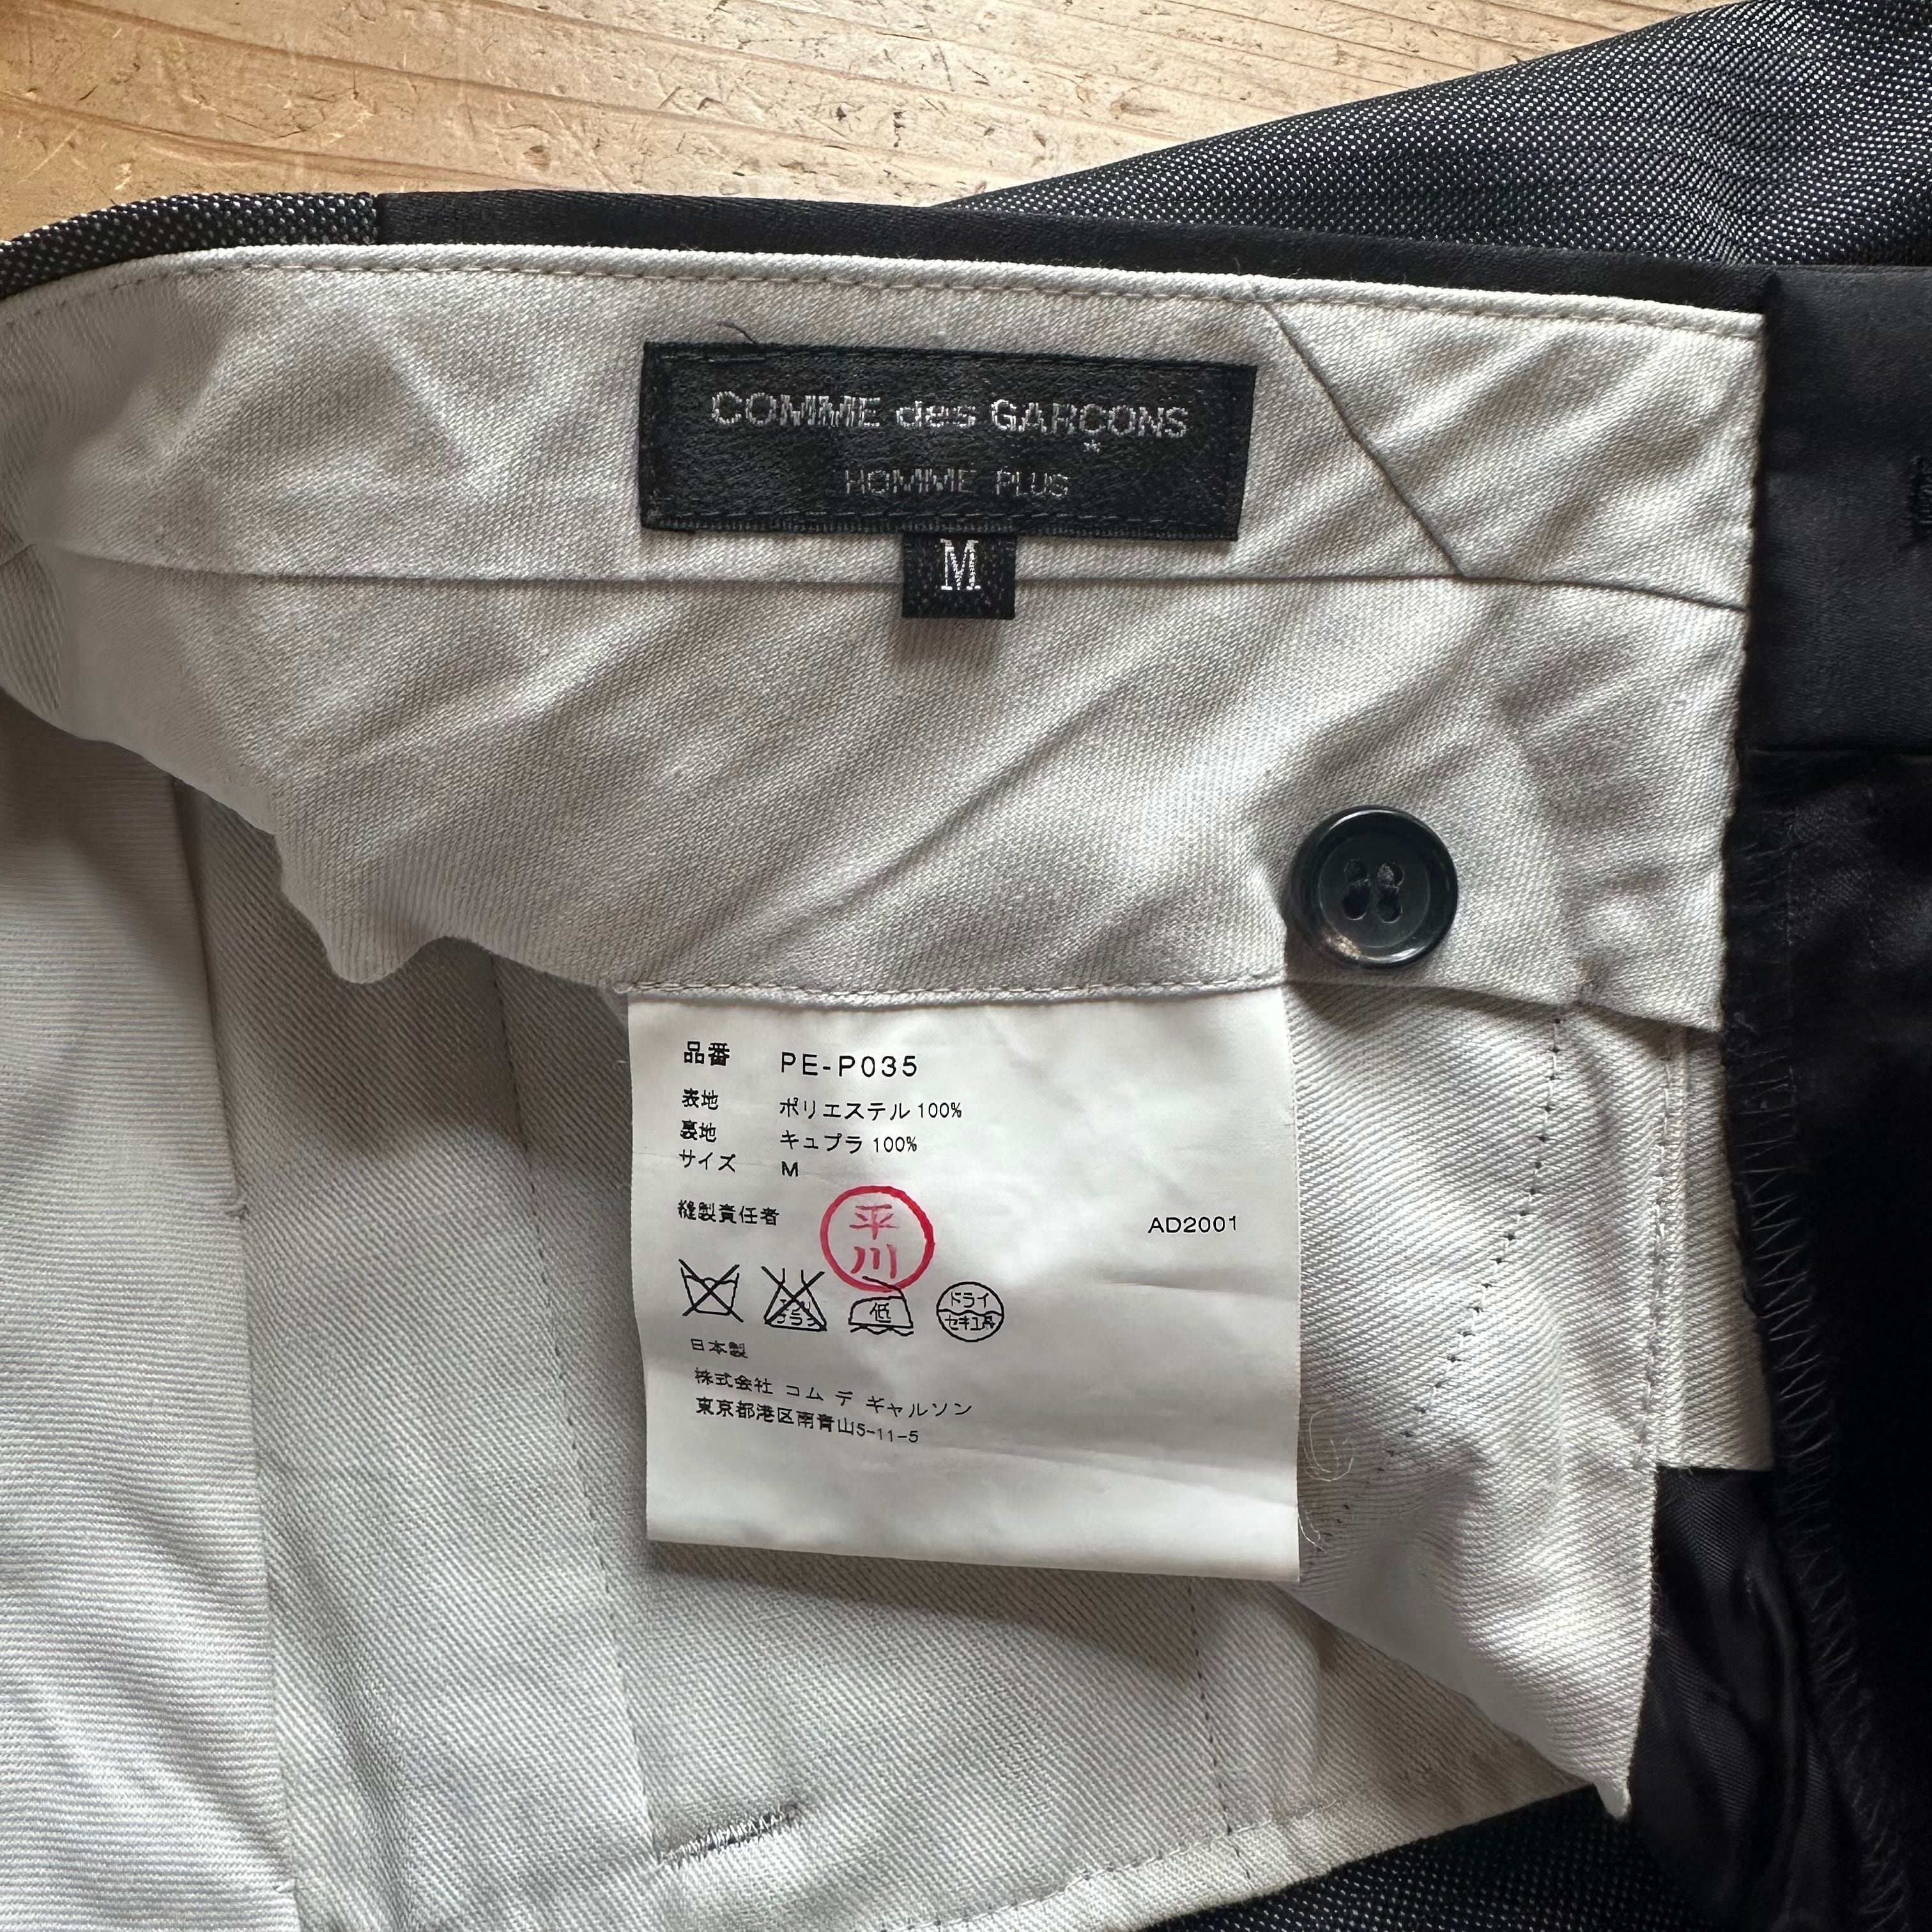 COMME des GARÇONS
HOMME PLUS
M
品番 PE-P035
表地 ポリエステル 100%
裏地 キュプラ 100%
サイズ M
縫製責任者 平川 AD2001
低 ドライ セキユ系
日本製
株式会社 コム デ ギャルソン
東京都港区南青山5-11-5